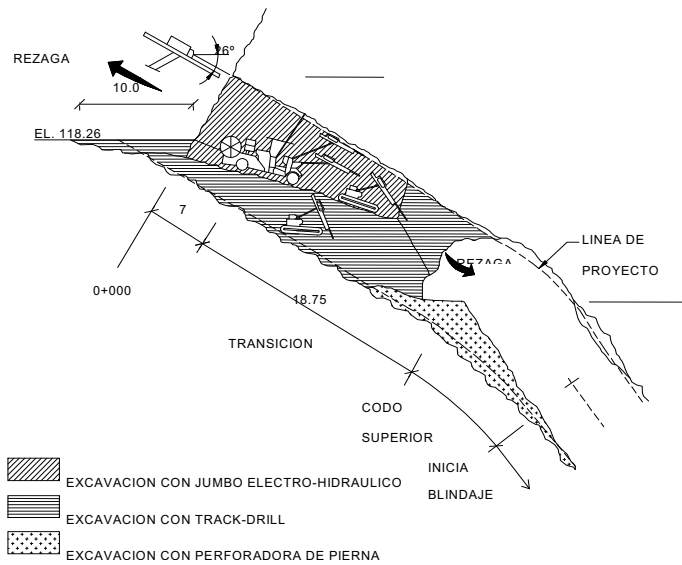 26°
REZAGA
10.0
EL. 118.26
7
REZAGA
LINEA DE
PROYECTO
0+000
18.75
TRANSICION
CODO
SUPERIOR
INICIA
BLINDAJE
EXCAVACION CON JUMBO ELECTRO-HIDRAULICO
EXCAVACION CON TRACK-DRILL
EXCAVACION CON PERFORADORA DE PIERNA